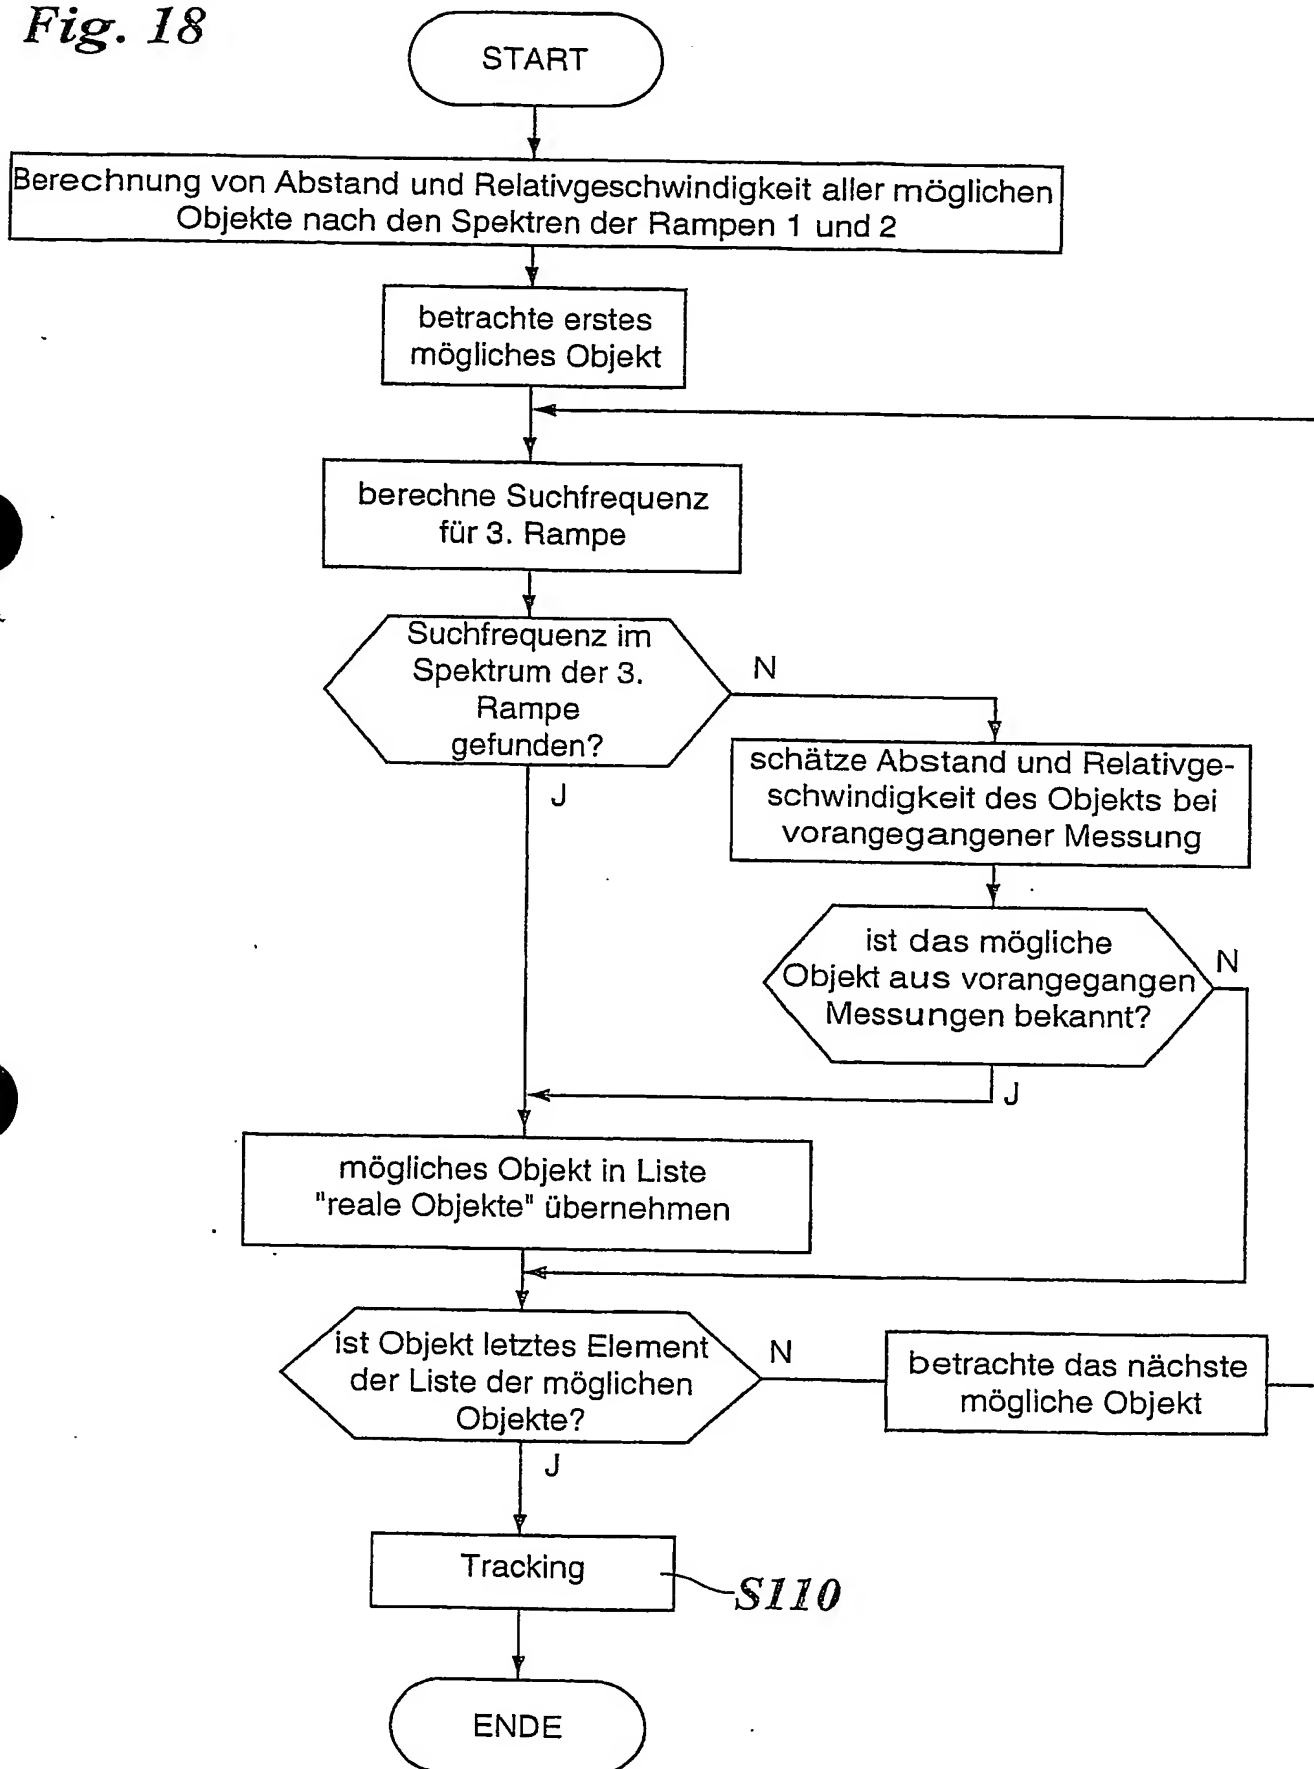 Fig. 18
START
Berechnung von Abstand und Relativgeschwindigkeit aller möglichen
Objekte nach den Spektren der Rampen 1 und 2
betrachte erstes
mögliches Objekt
berechne Suchfrequenz
für 3. Rampe
Suchfrequenz im
Spektrum der 3.
Rampe
gefunden?
N
J
schätze Abstand und Relativge-
schwindigkeit des Objekts bei
vorangegangener Messung
ist das mögliche
Objekt aus vorangegangen
Messungen bekannt?
N
J
mögliches Objekt in Liste
"reale Objekte" übernehmen
ist Objekt letztes Element
der Liste der möglichen
Objekte?
N
betrachte das nächste
mögliche Objekt
J
Tracking
S110
ENDE